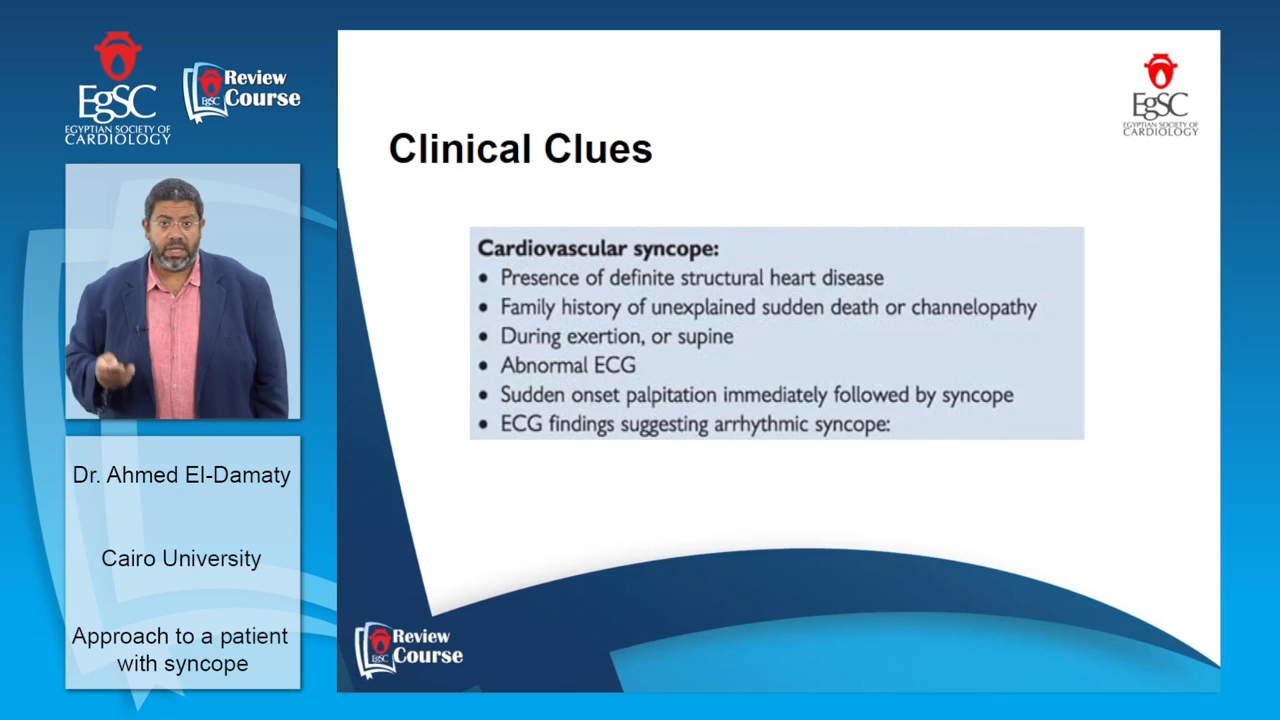 EgSC
EGYPTIAN SOCIETY OF
CARDIOLOGY
EgSC
Review
Course
EgSC
EGYPTIAN SOCIETY OF
CARDIOLOGY
Clinical Clues
Cardiovascular syncope:
• Presence of definite structural heart disease
• Family history of unexplained sudden death or channelopathy
• During exertion, or supine
• Abnormal ECG
• Sudden onset palpitation immediately followed by syncope
• ECG findings suggesting arrhythmic syncope:
Dr. Ahmed El-Damaty
Cairo University
Approach to a patient
with syncope
EgSC
Review
Course